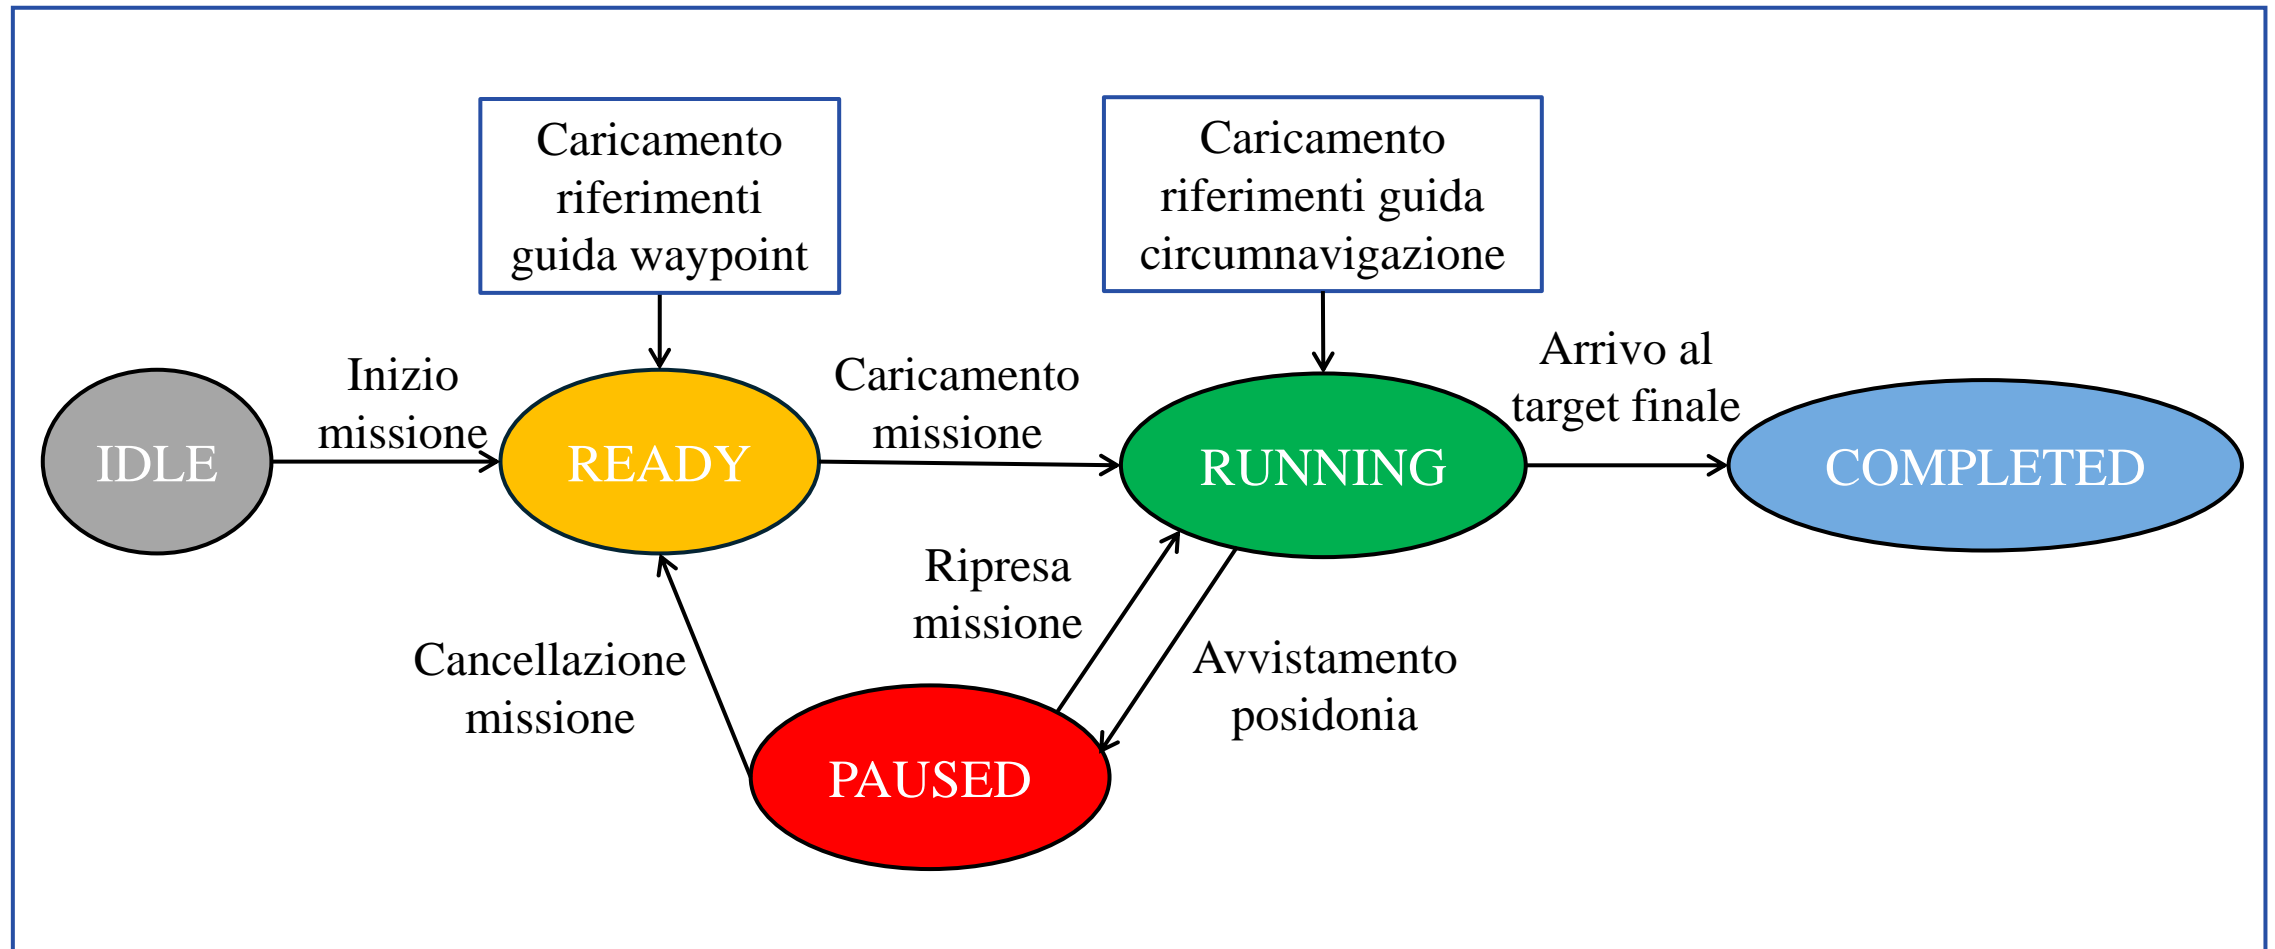 Caricamento
riferimenti
guida waypoint
Caricamento
riferimenti guida
circumnavigazione
Inizio
missione
Caricamento
missione
Arrivo al
target finale
IDLE
READY
RUNNING
COMPLETED
Ripresa
missione
Cancellazione
missione
Avvistamento
posidonia
PAUSED